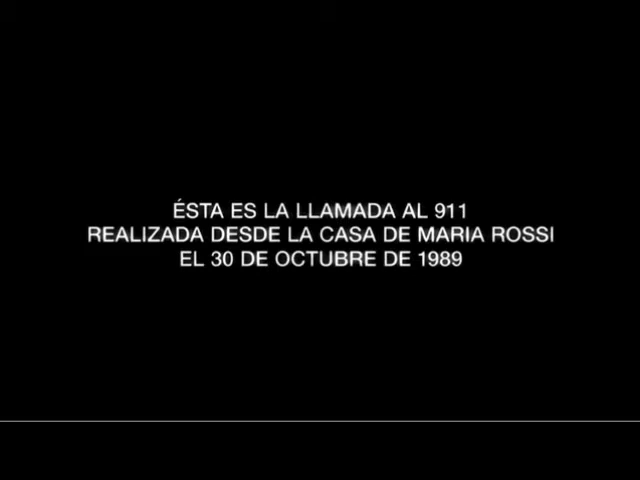 ÉSTA ES LA LLAMADA AL 911
REALIZADA DESDE LA CASA DE MARIA ROSSI
EL 30 DE OCTUBRE DE 1989